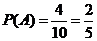 P(A) = 4/10 = 2/5